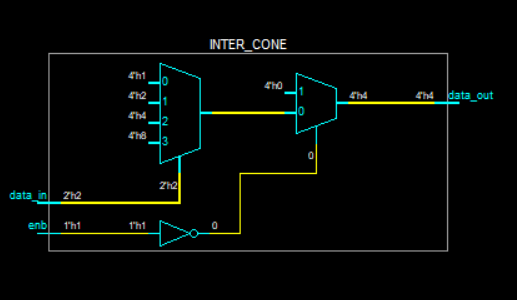 INTER_CONE
4'h1
0
4'h2
1
4'h4
2
4'h8
3
4'h0
1
0
4'h4
4'h4
data_out
0
2'h2
data_in
2'h2
enb
1'h1
1'h1
0